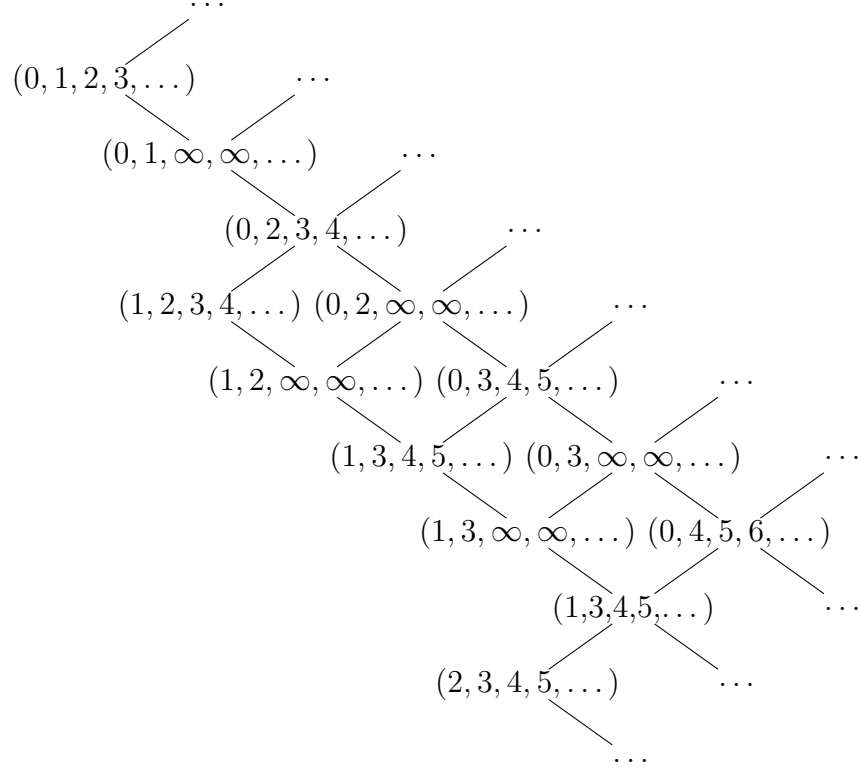 ⋯
(0, 1, 2, 3, . . . ) ⋯
(0, 1, ∞, ∞, . . . ) ⋯
(0, 2, 3, 4, . . . ) ⋯
(1, 2, 3, 4, . . . ) (0, 2, ∞, ∞, . . . ) ⋯
(1, 2, ∞, ∞, . . . ) (0, 3, 4, 5, . . . ) ⋯
(1, 3, 4, 5, . . . ) (0, 3, ∞, ∞, . . . ) ⋯
(1, 3, ∞, ∞, . . . ) (0, 4, 5, 6, . . . )
(1,3,4,5,. . . ) ⋯
(2, 3, 4, 5, . . . ) ⋯
⋯